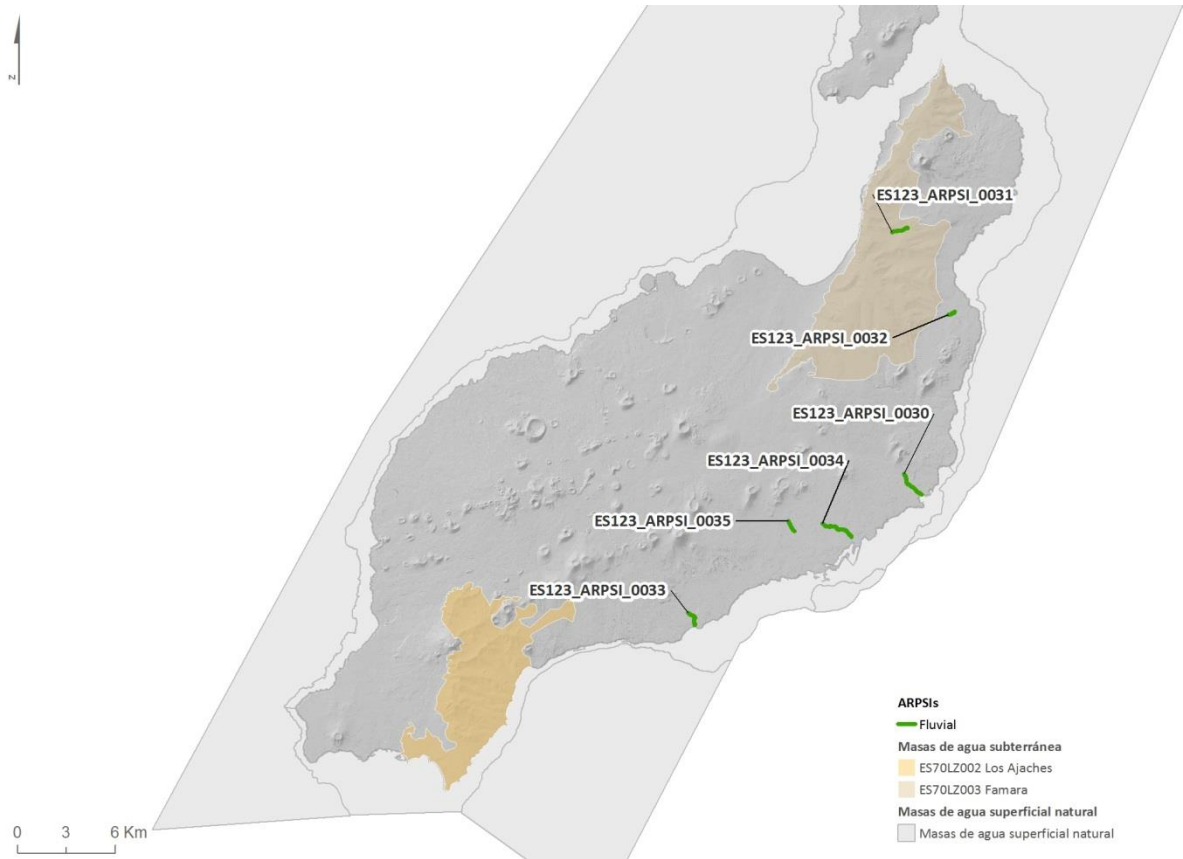 N
ES123_ARPSI_0031
ES123_ARPSI_0032
ES123_ARPSI_0030
ES123_ARPSI_0034
ES123_ARPSI_0035
ES123_ARPSI_0033
ARPSIs
Fluvial
Masas de agua subterránea
ES70LZ002 Los Ajaches
ES70LZ003 Famara
Masas de agua superficial natural
Masas de agua superficial natural
0 3 6 Km